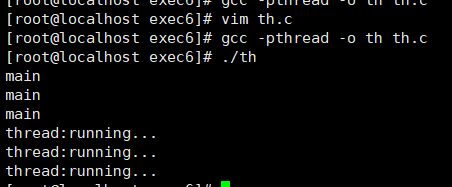 [root@localhost exec6]# gcc -pthread -o th th.c
[root@localhost exec6]# vim th.c
[root@localhost exec6]# gcc -pthread -o th th.c
[root@localhost exec6]# ./th
main
main
main
thread:running...
thread:running...
thread:running...
[root@localhost exec6]#